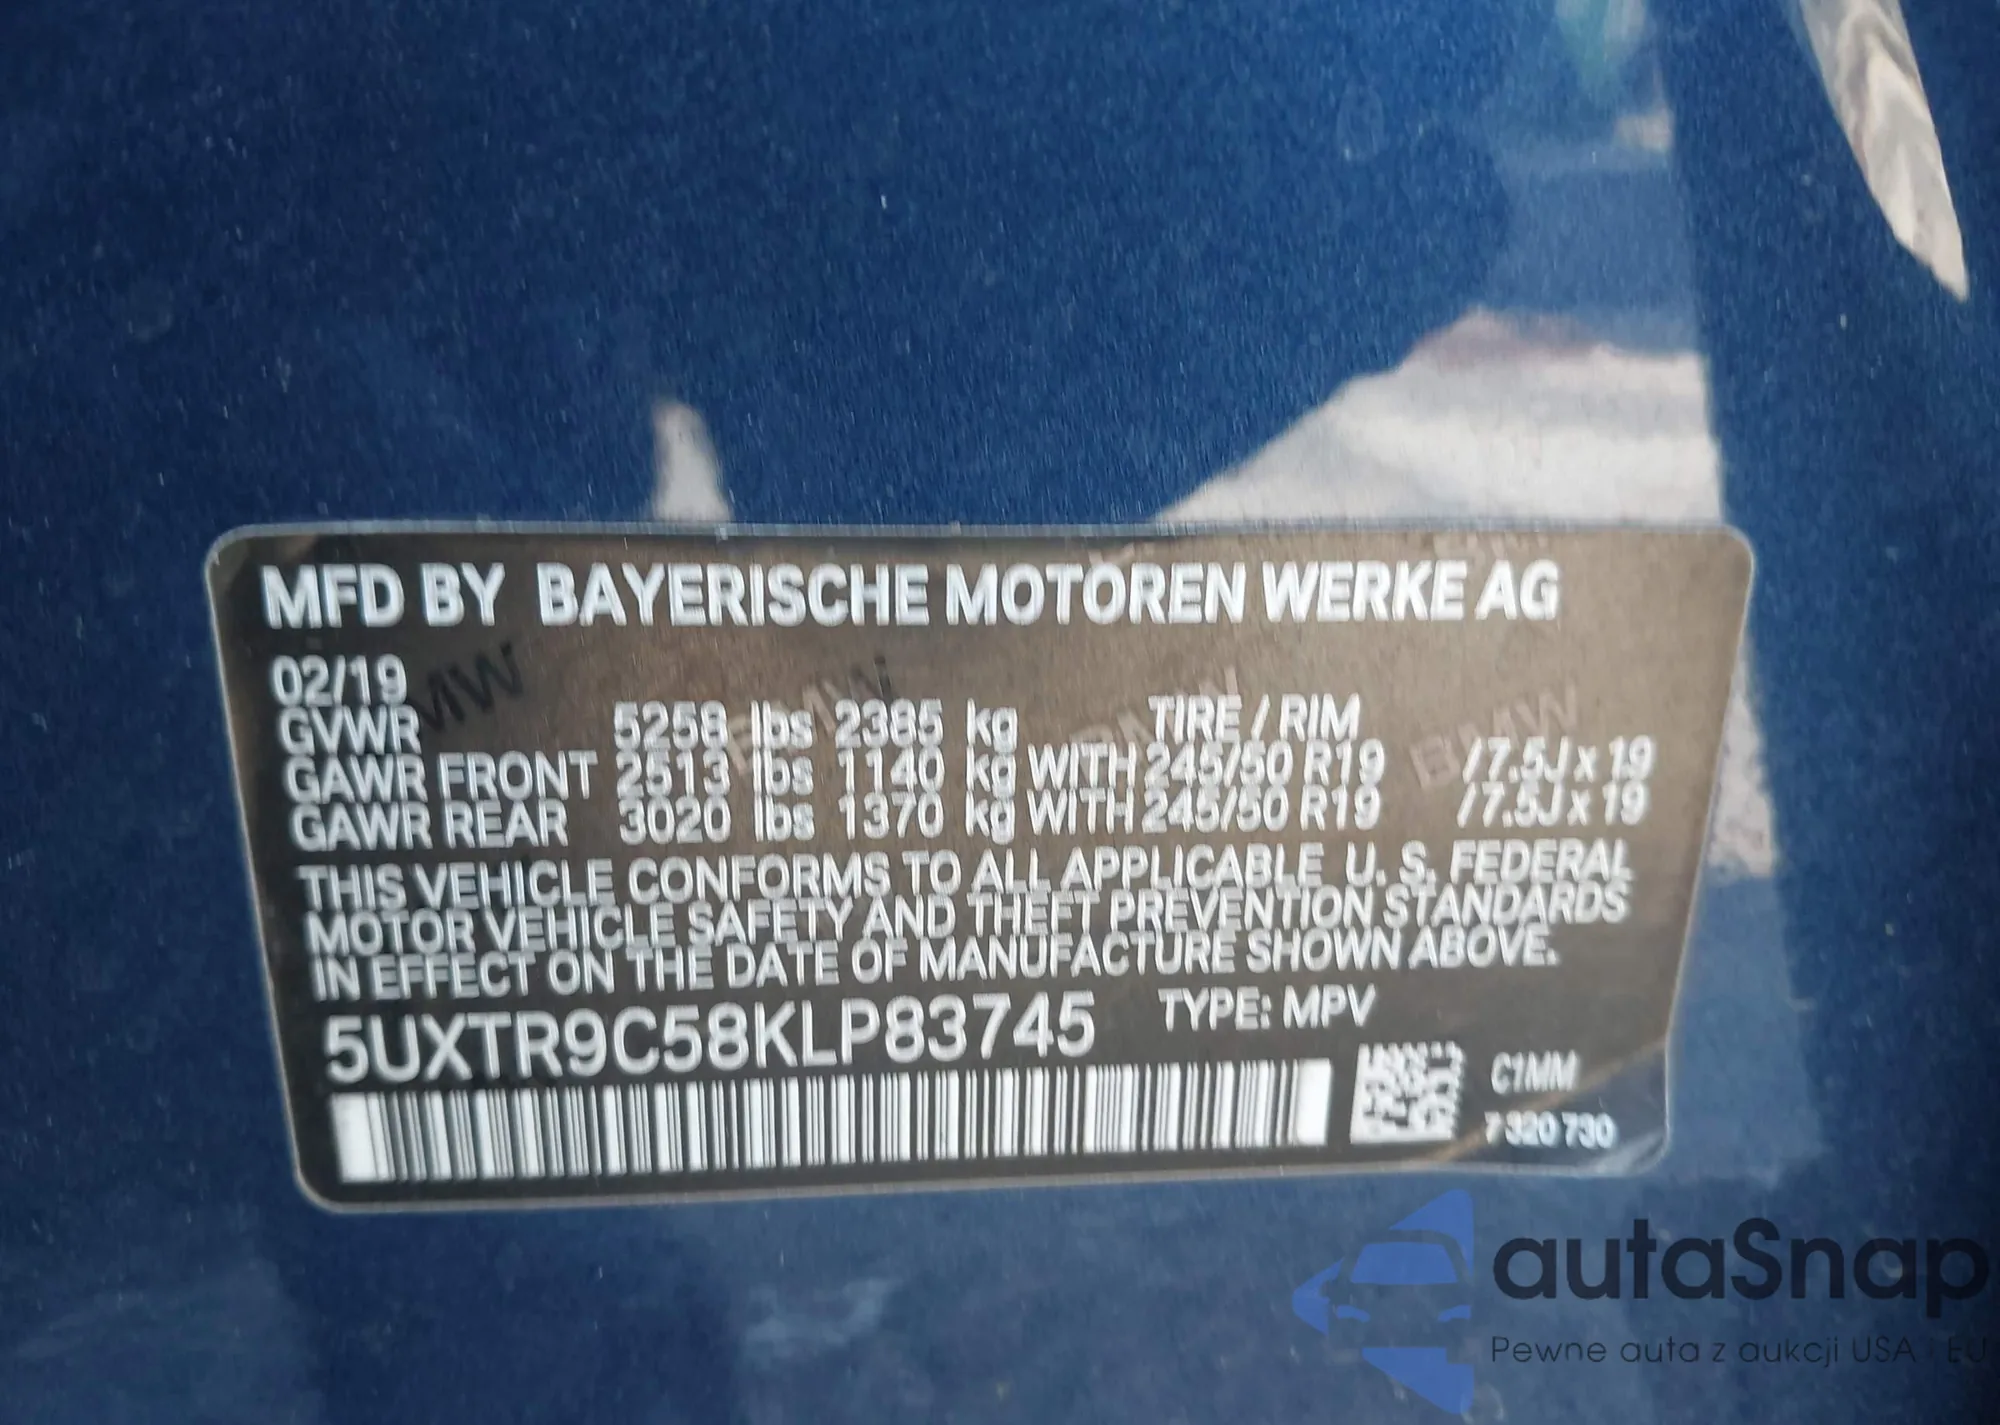 MFD BY BAYERISCHE MOTOREN WERKE AG
02/19
GVWR 5258 lbs 2385 kg TIRE / RIM
GAWR FRONT 2513 lbs 1140 kg WITH 245/50 R19 / 7.5J x 19
GAWR REAR 3020 lbs 1370 kg WITH 245/50 R19 / 7.5J x 19
THIS VEHICLE CONFORMS TO ALL APPLICABLE U. S. FEDERAL
MOTOR VEHICLE SAFETY AND THEFT PREVENTION STANDARDS
IN EFFECT ON THE DATE OF MANUFACTURE SHOWN ABOVE.
5UXTR9C58KLP83745 TYPE: MPV
C1MM
7 320 730
autaSnap
Pewne auta z aukcji USA i EU